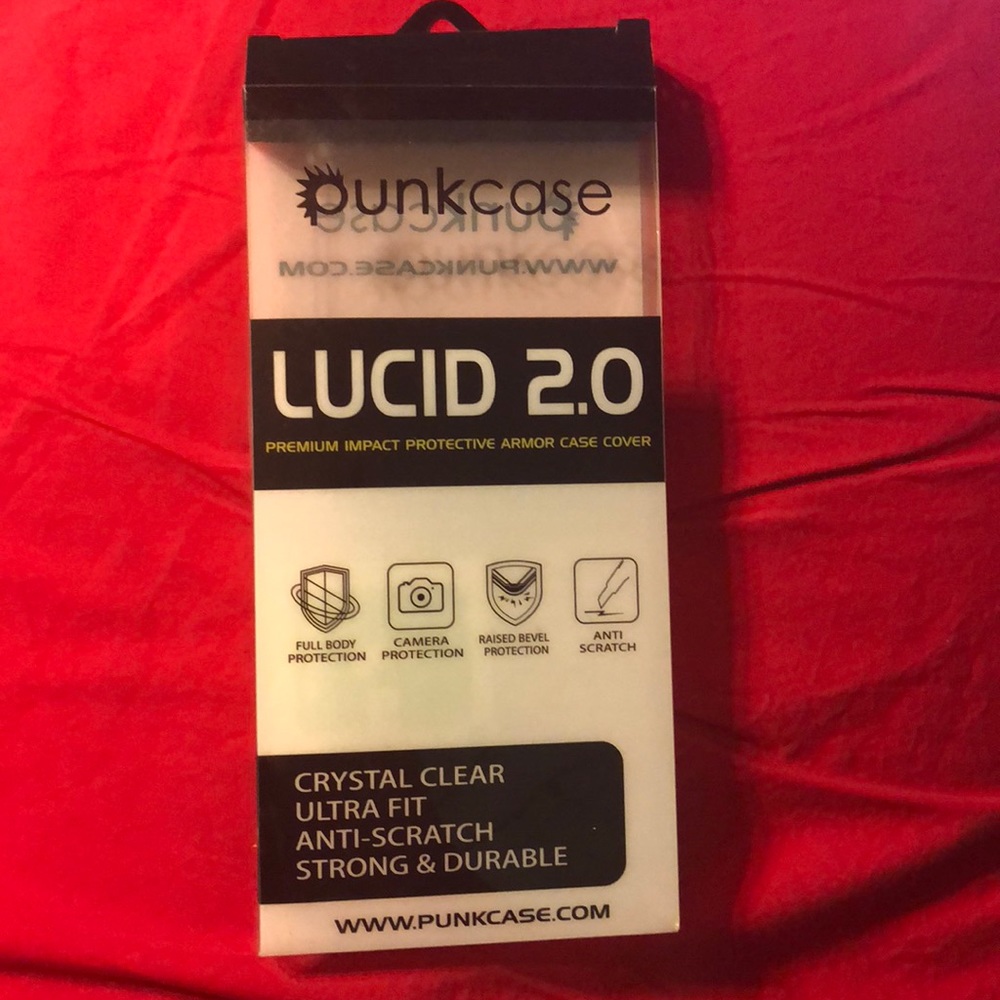 punkcase
punkcase
WWW.PUNKCASE.COM
LUCID 2.0
PREMIUM IMPACT PROTECTIVE ARMOR CASE COVER
FULL BODY
PROTECTION
CAMERA
PROTECTION
RAISED BEVEL
PROTECTION
ANTI
SCRATCH
CRYSTAL CLEAR
ULTRA FIT
ANTI-SCRATCH
STRONG & DURABLE
WWW.PUNKCASE.COM